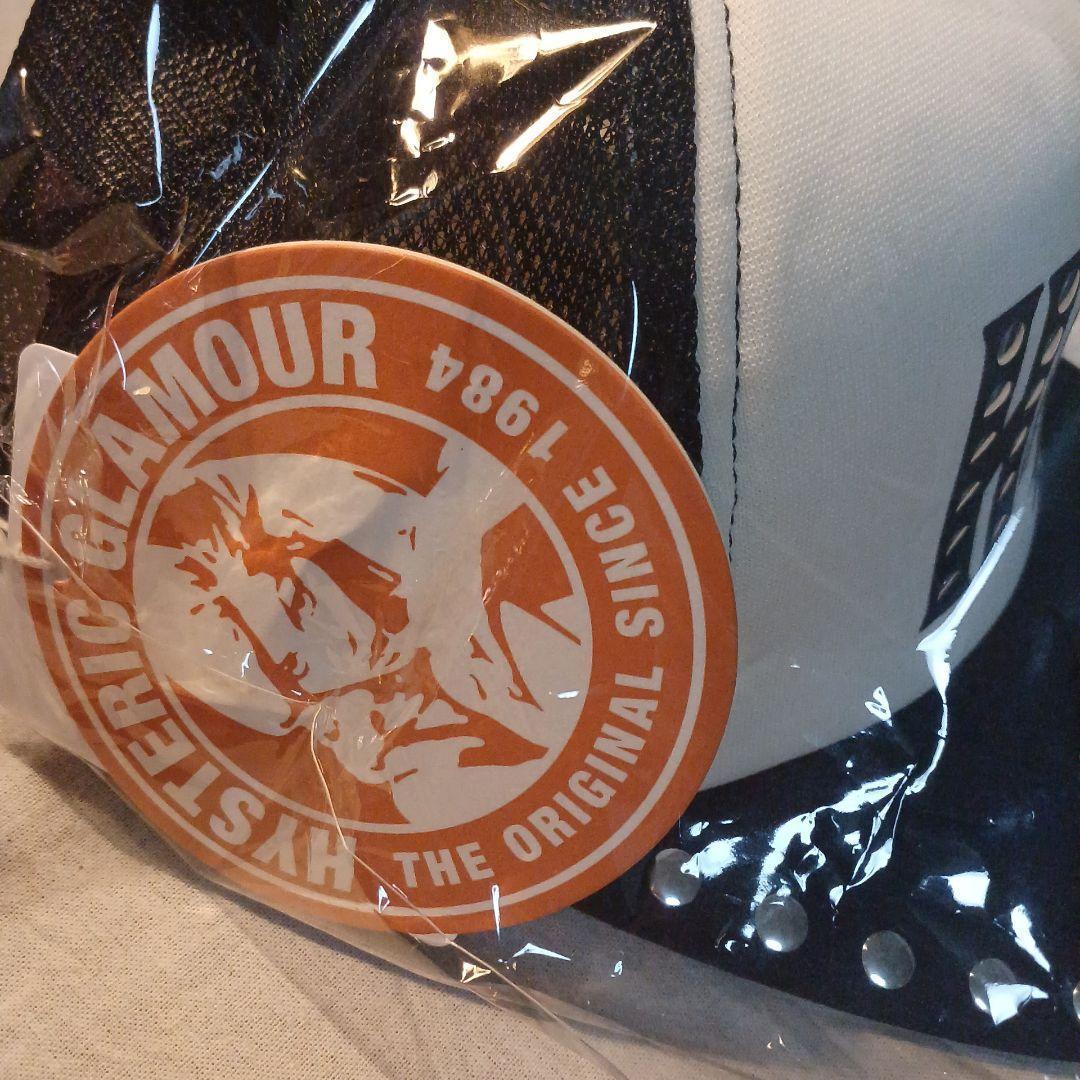 HYSTERIC GLAMOUR
THE ORIGINAL SINCE 1984